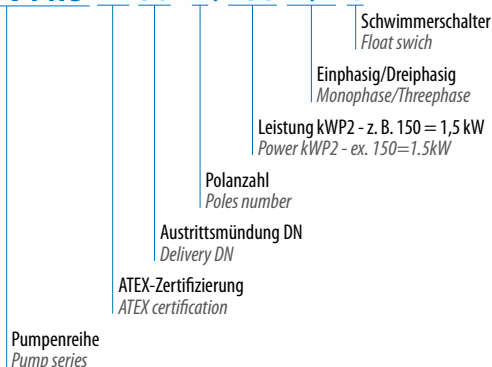 Schwimmerschalter
Float swich
Einphasig/Dreiphasig
Monophase/Threephase
Leistung kWP2 - z. B. 150 = 1,5 kW
Power kWP2 - ex. 150=1.5kW
Polanzahl
Poles number
Austrittsmündung DN
Delivery DN
ATEX-Zertifizierung
ATEX certification
Pumpenreihe
Pump series